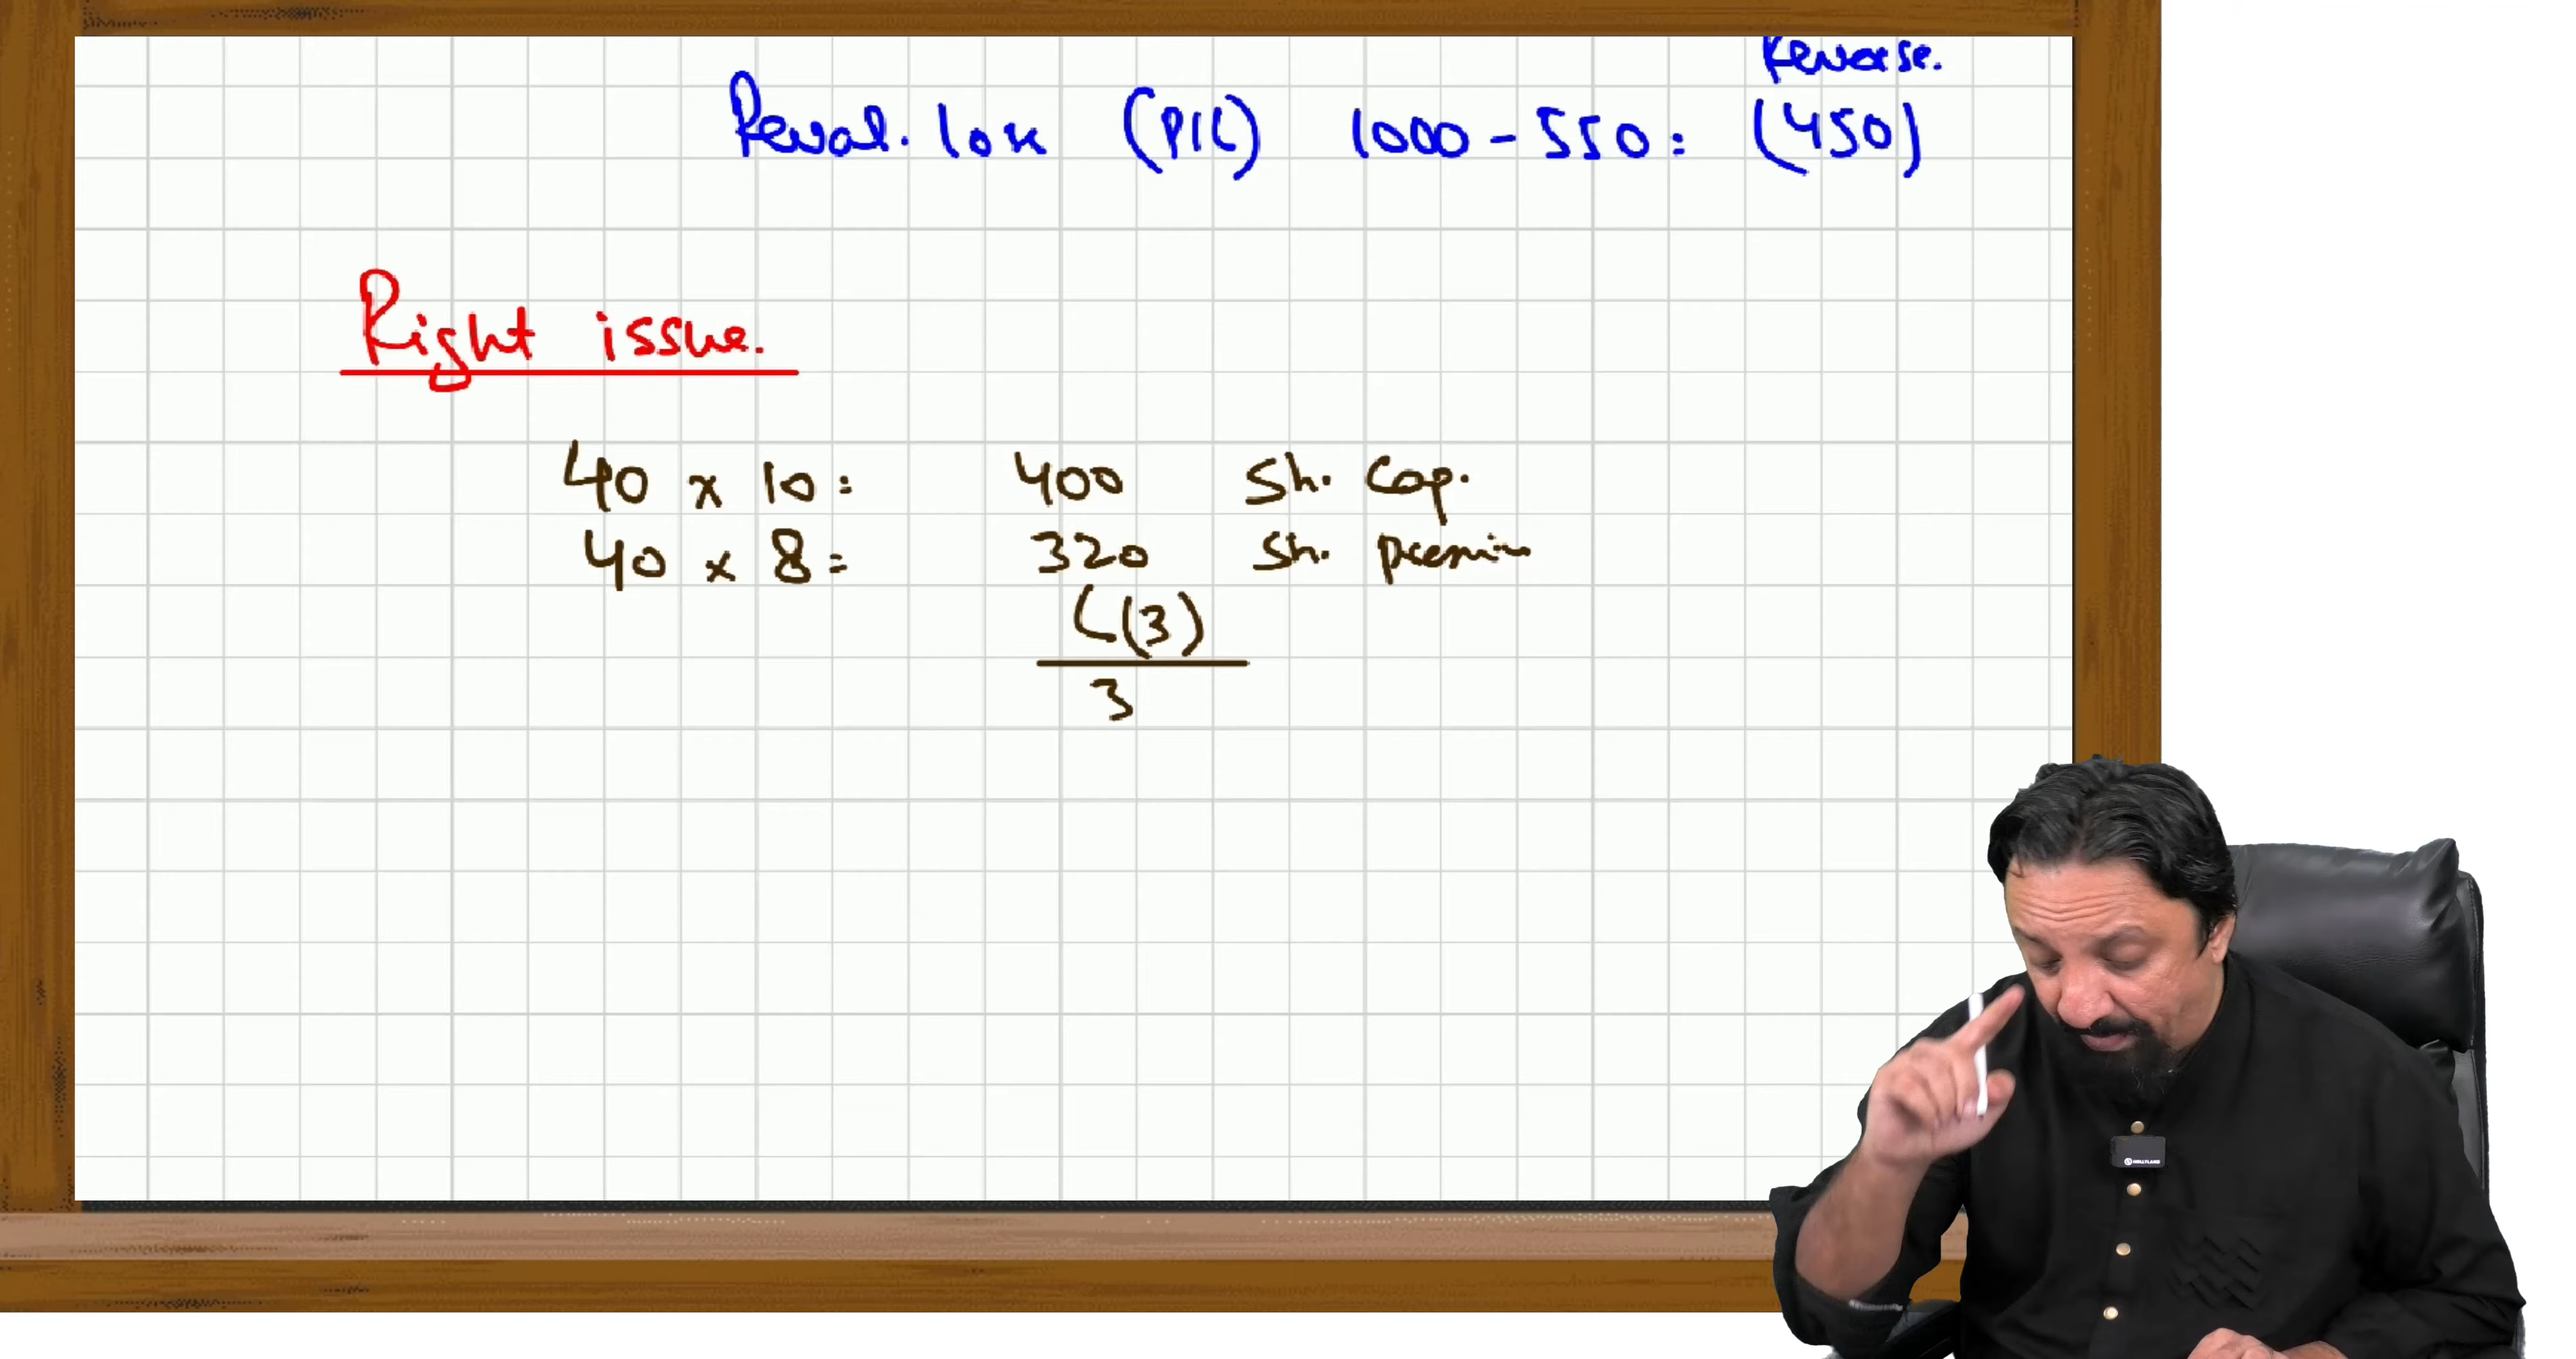 Reverse.
Reval. loss (P/L) 1000 - 550 = (450)
Right issue.
40 x 10 = 400 Sh. Cap.
40 x 8 = 320 Sh. premium
((3)
3
HOLLYLAND